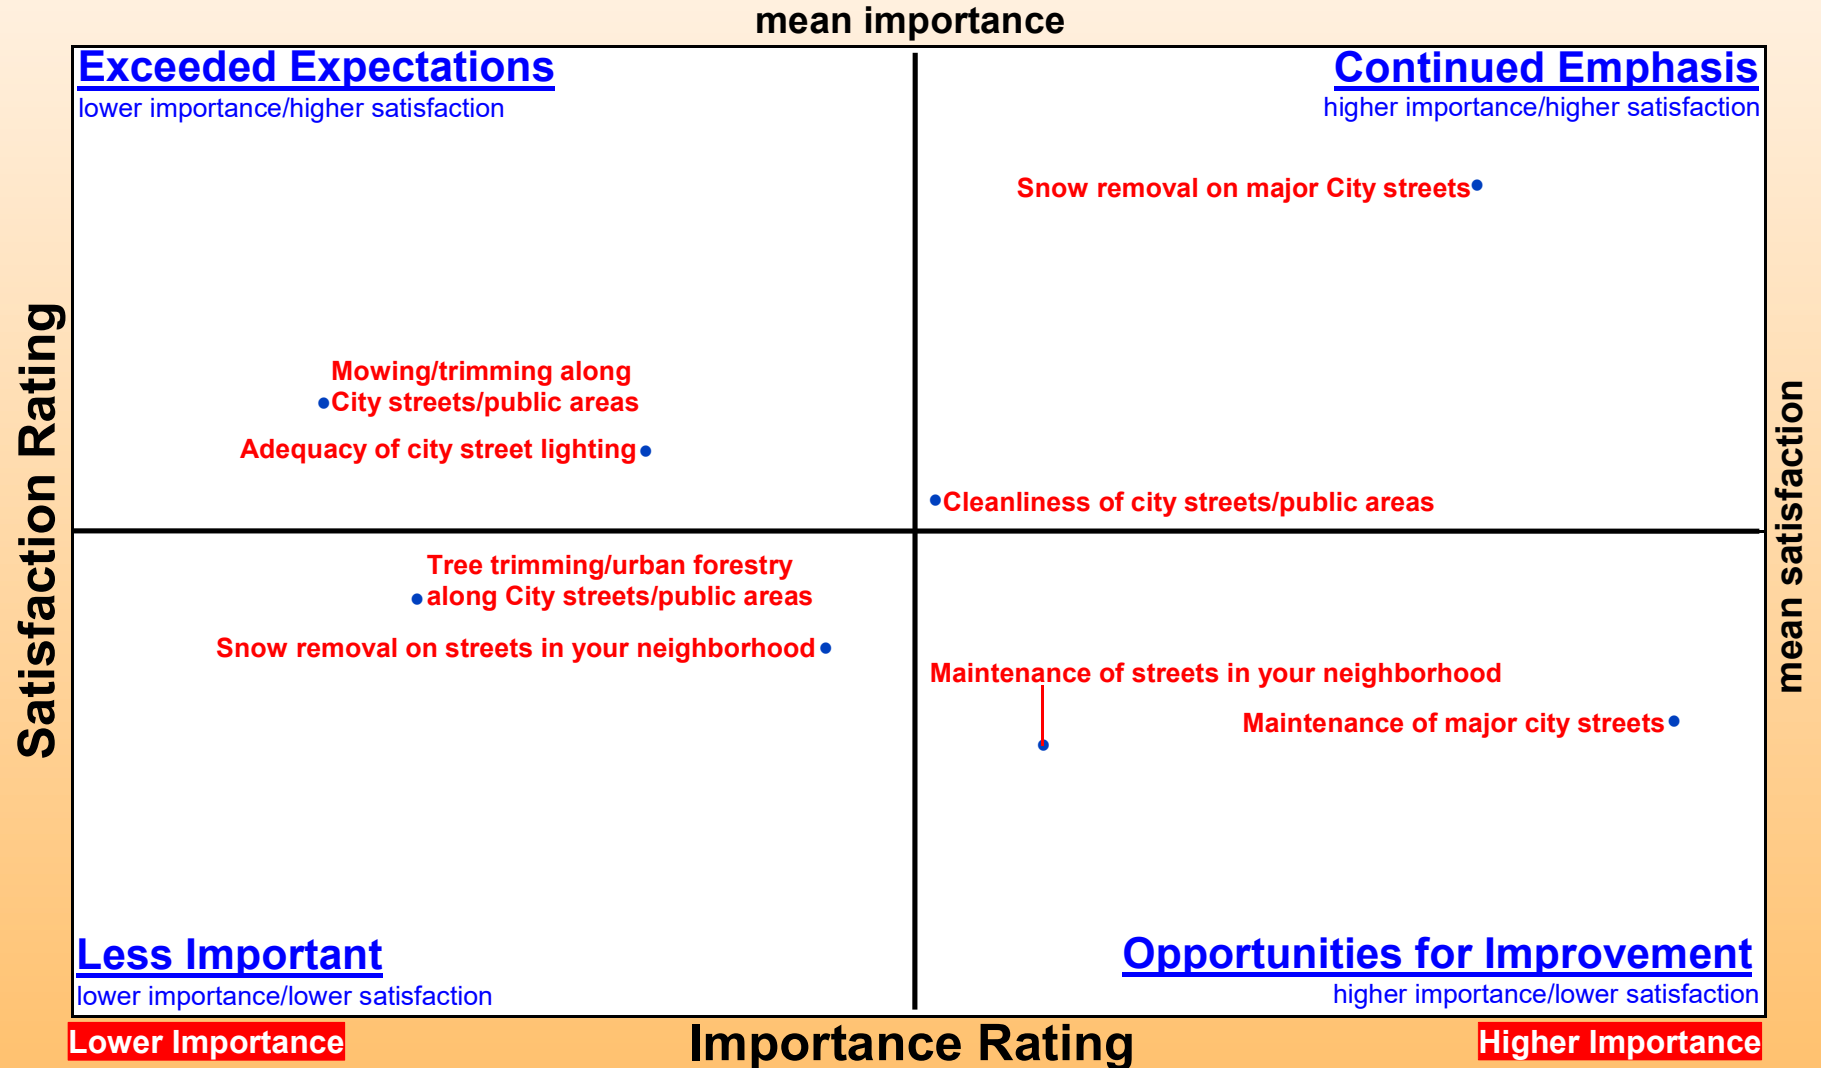 mean importance
Exceeded Expectations
lower importance/higher satisfaction
Continued Emphasis
higher importance/higher satisfaction
Snow removal on major City streets
Mowing/trimming along
City streets/public areas
Adequacy of city street lighting
Cleanliness of city streets/public areas
Satisfaction Rating
mean satisfaction
Tree trimming/urban forestry
along City streets/public areas
Snow removal on streets in your neighborhood
Maintenance of streets in your neighborhood
Maintenance of major city streets
Less Important
lower importance/lower satisfaction
Opportunities for Improvement
higher importance/lower satisfaction
Lower Importance
Importance Rating
Higher Importance